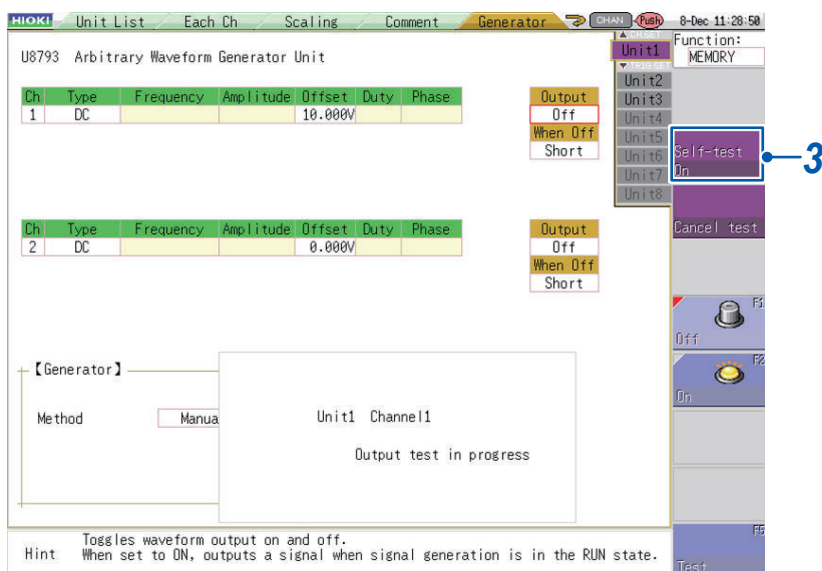 HIOKI Unit List Each Ch Scaling Comment Generator CHAN Push 8-Dec 11:28:50
▲CH.SET
Function:
MEMORY
U8793 Arbitrary Waveform Generator Unit
Unit1
▼TRIG.SET
Unit2
Unit3
Unit4
Unit5
Unit6
Unit7
Unit8
Ch Type Frequency Amplitude Offset Duty Phase
1 DC 10.000V
Output
Off
When Off
Short
Self-test
On
3
Cancel test
Ch Type Frequency Amplitude Offset Duty Phase
2 DC 0.000V
Output
Off
When Off
Short
F1
Off
F2
On
【Generator】
Method Manua
Unit1 Channel1
Output test in progress
F5
Test
Hint Toggles waveform output on and off.
When set to ON, outputs a signal when signal generation is in the RUN state.